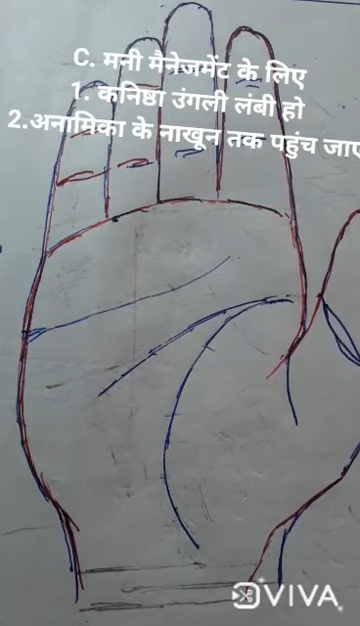 C. मनी मैनेजमेंट के लिए
1. कनिष्ठा उंगली लंबी हो
2.अनामिका के नाखून तक पहुंच जाए
VIVA